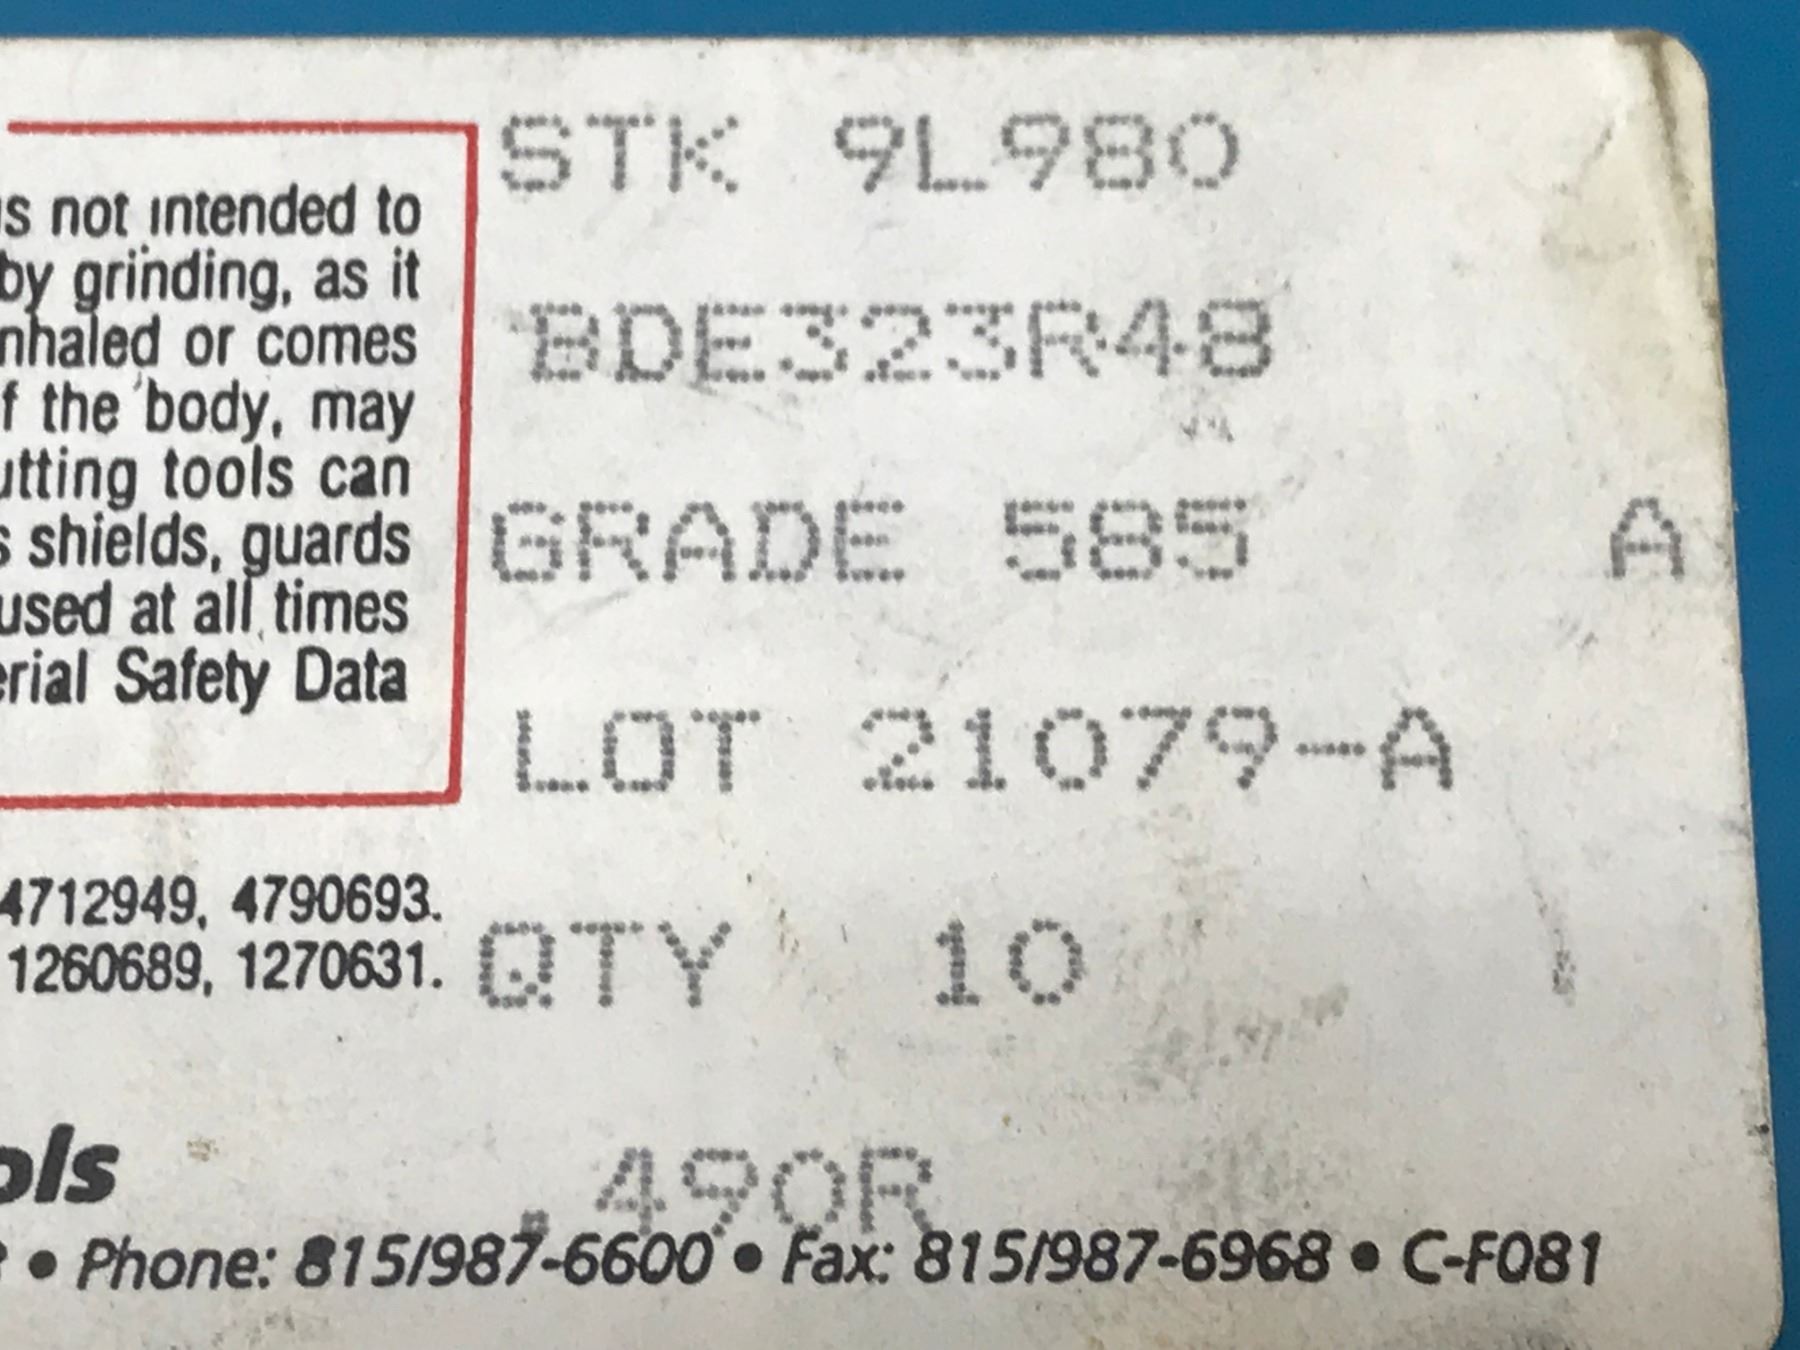 STK 9L980
is not intended to
by grinding, as it
nhaled or comes
f the body, may
utting tools can
s shields, guards
used at all times
erial Safety Data
BDE323R48
GRADE 585 A
LOT 21079-A
4712949, 4790693.
1260689, 1270631.
QTY 10
ols
.490R
• Phone: 815/987-6600 • Fax: 815/987-6968 • C-F081